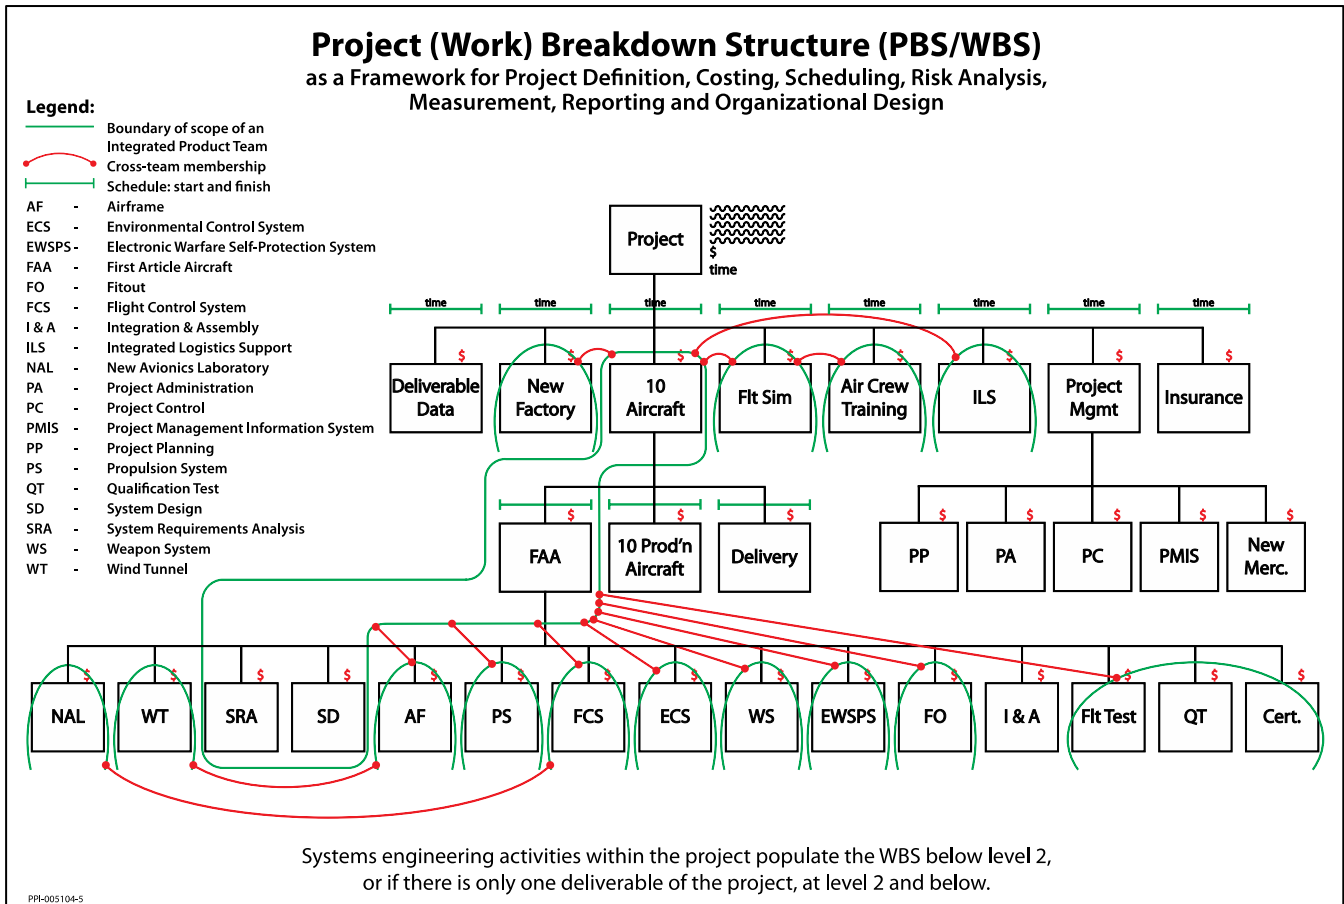 Project (Work) Breakdown Structure (PBS/WBS)
as a Framework for Project Definition, Costing, Scheduling, Risk Analysis,
Measurement, Reporting and Organizational Design
Legend:
Boundary of scope of an
Integrated Product Team
Cross-team membership
Schedule: start and finish
AF - Airframe
ECS - Environmental Control System
EWSPS - Electronic Warfare Self-Protection System
FAA - First Article Aircraft
FO - Fitout
FCS - Flight Control System
I & A - Integration & Assembly
ILS - Integrated Logistics Support
NAL - New Avionics Laboratory
PA - Project Administration
PC - Project Control
PMIS - Project Management Information System
PP - Project Planning
PS - Propulsion System
QT - Qualification Test
SD - System Design
SRA - System Requirements Analysis
WS - Weapon System
WT - Wind Tunnel
Project
$
time
time time time time time time time time
$ $ $ $ $ $ $ $
Deliverable
Data
New
Factory
10
Aircraft
Flt Sim
Air Crew
Training
ILS
Project
Mgmt
Insurance
$ $ $ $ $ $ $ $
FAA
10 Prod'n
Aircraft
Delivery
PP
PA
PC
PMIS
New
Merc.
$ $ $ $ $ $ $ $ $ $ $ $ $ $ $
NAL WT SRA SD AF PS FCS ECS WS EWSPS FO I & A Flt Test QT Cert.
Systems engineering activities within the project populate the WBS below level 2,
or if there is only one deliverable of the project, at level 2 and below.
PPI-005104-5